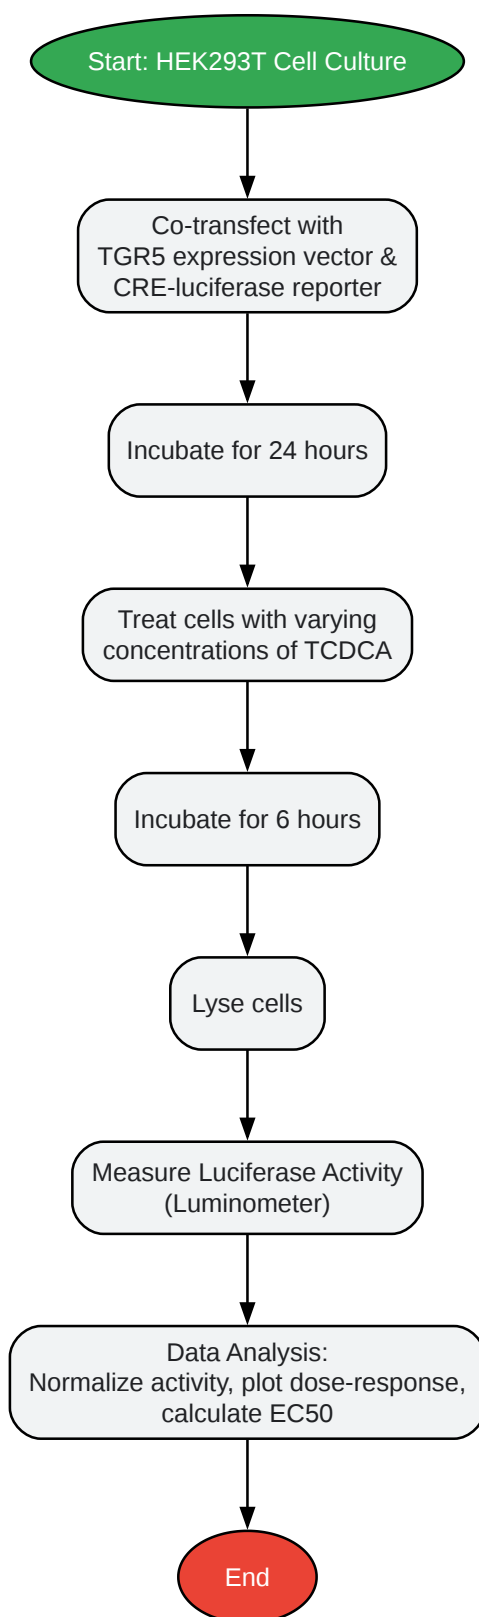 Start: HEK293T Cell Culture
Co-transfect with
TGR5 expression vector &
CRE-luciferase reporter
Incubate for 24 hours
Treat cells with varying
concentrations of TCDCA
Incubate for 6 hours
Lyse cells
Measure Luciferase Activity
(Luminometer)
Data Analysis:
Normalize activity, plot dose-response,
calculate EC50
End